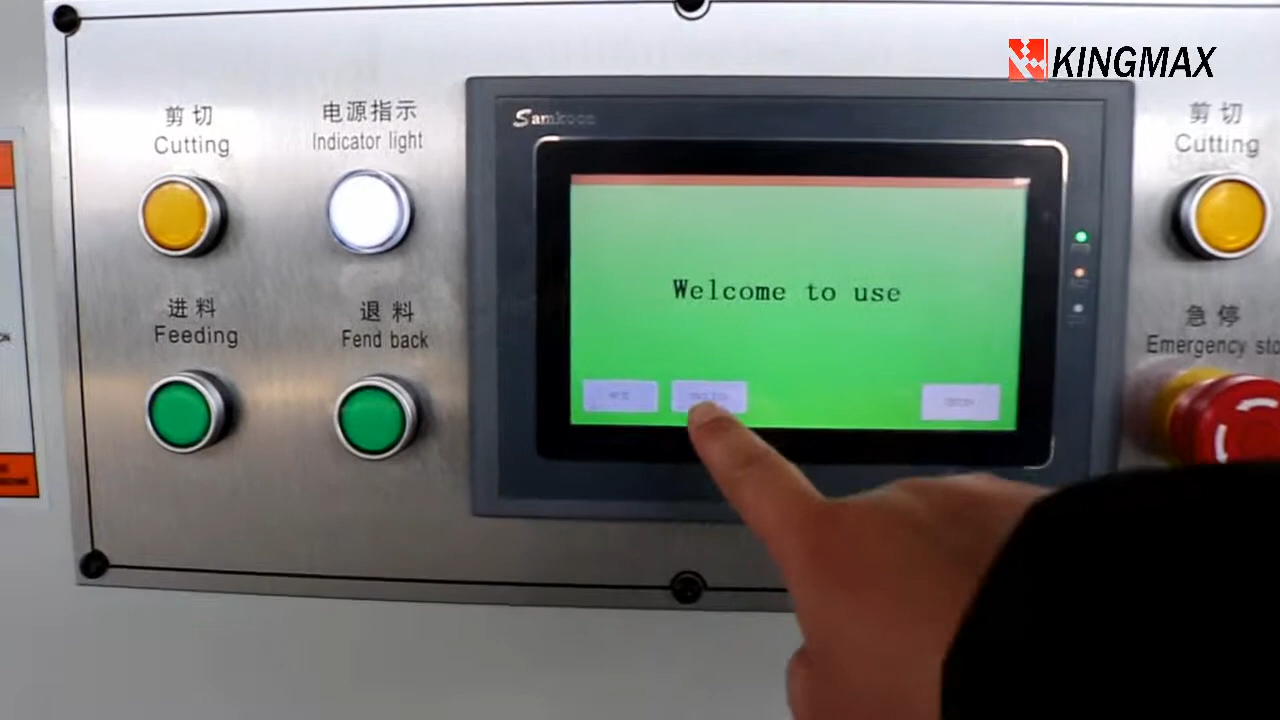 KINGMAX
剪切
Cutting
电源指示
Indicator light
Samkoon
剪切
Cutting
Welcome to use
进料
Feeding
退料
Fend back
急停
Emergency sto
ENGLISH